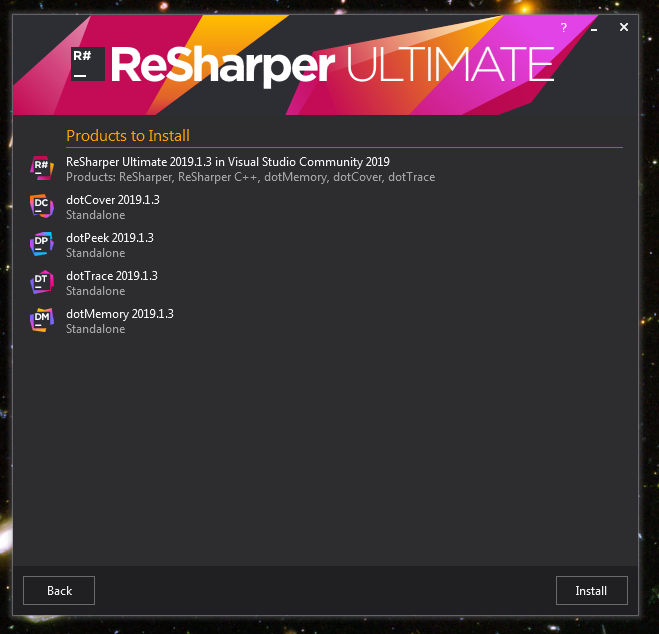 ?
R#
ReSharper ULTIMATE
Products to Install
R#
ReSharper Ultimate 2019.1.3 in Visual Studio Community 2019
Products: ReSharper, ReSharper C++, dotMemory, dotCover, dotTrace
DC
dotCover 2019.1.3
Standalone
DP
dotPeek 2019.1.3
Standalone
DT
dotTrace 2019.1.3
Standalone
DM
dotMemory 2019.1.3
Standalone
Back
Install